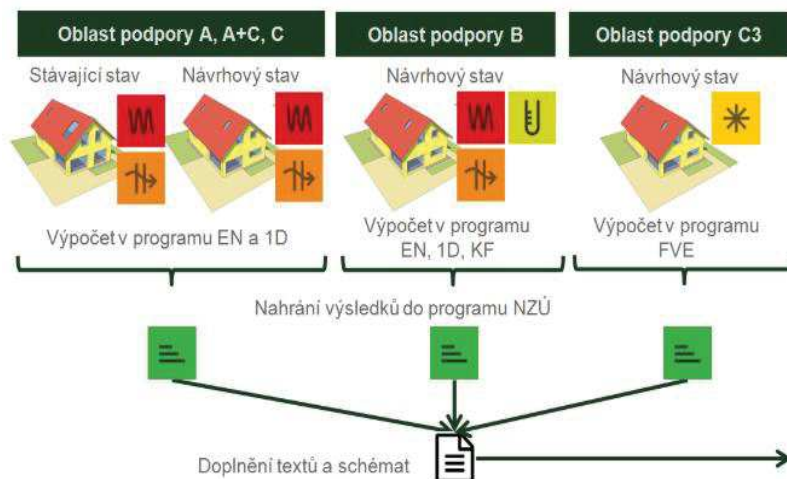 Oblast podpory A, A+C, C
Oblast podpory B
Oblast podpory C3
Stávající stav
Návrhový stav
Návrhový stav
Návrhový stav
Výpočet v programu EN a 1D
Výpočet v programu
EN, 1D, KF
Výpočet v programu
FVE
Nahrání výsledků do programu NZÚ
Doplnění textů a schémat